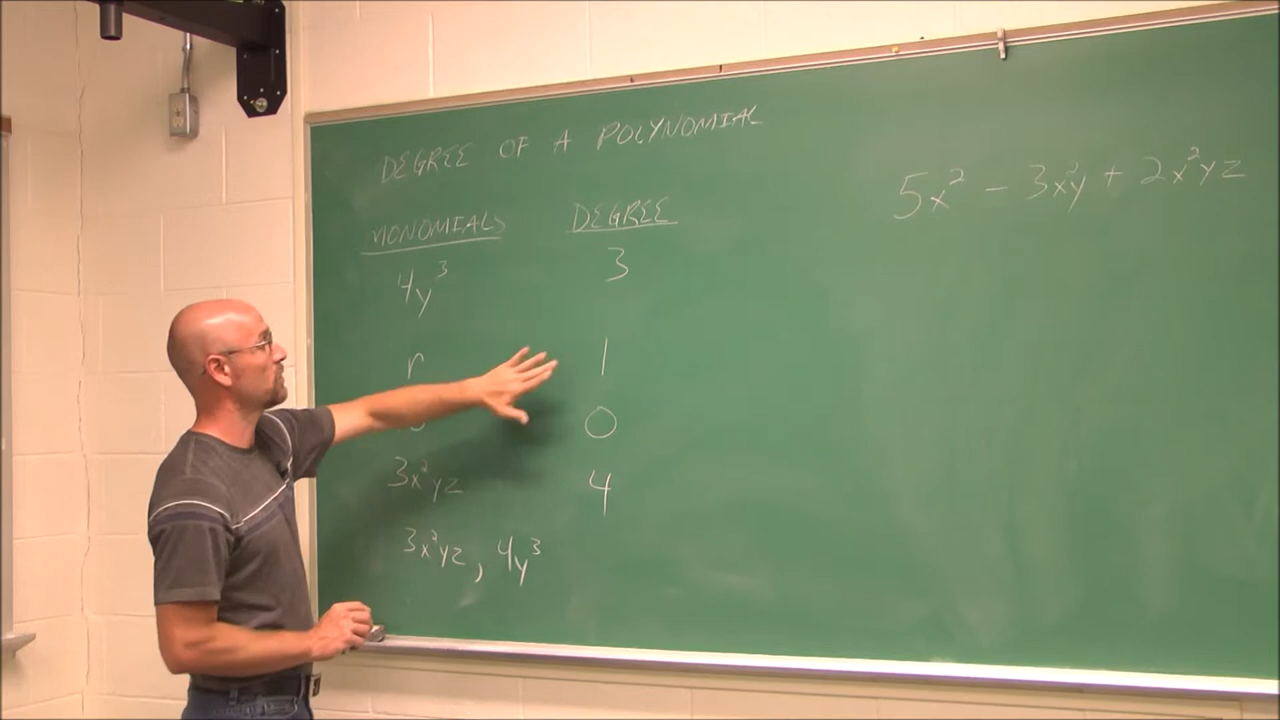 DEGREE OF A POLYNOMIAL
5x² - 3x²y + 2x²yz
MONOMIALS DEGREE
4y³ 3
r 1
0
3x²yz 4
3x²yz, 4y³